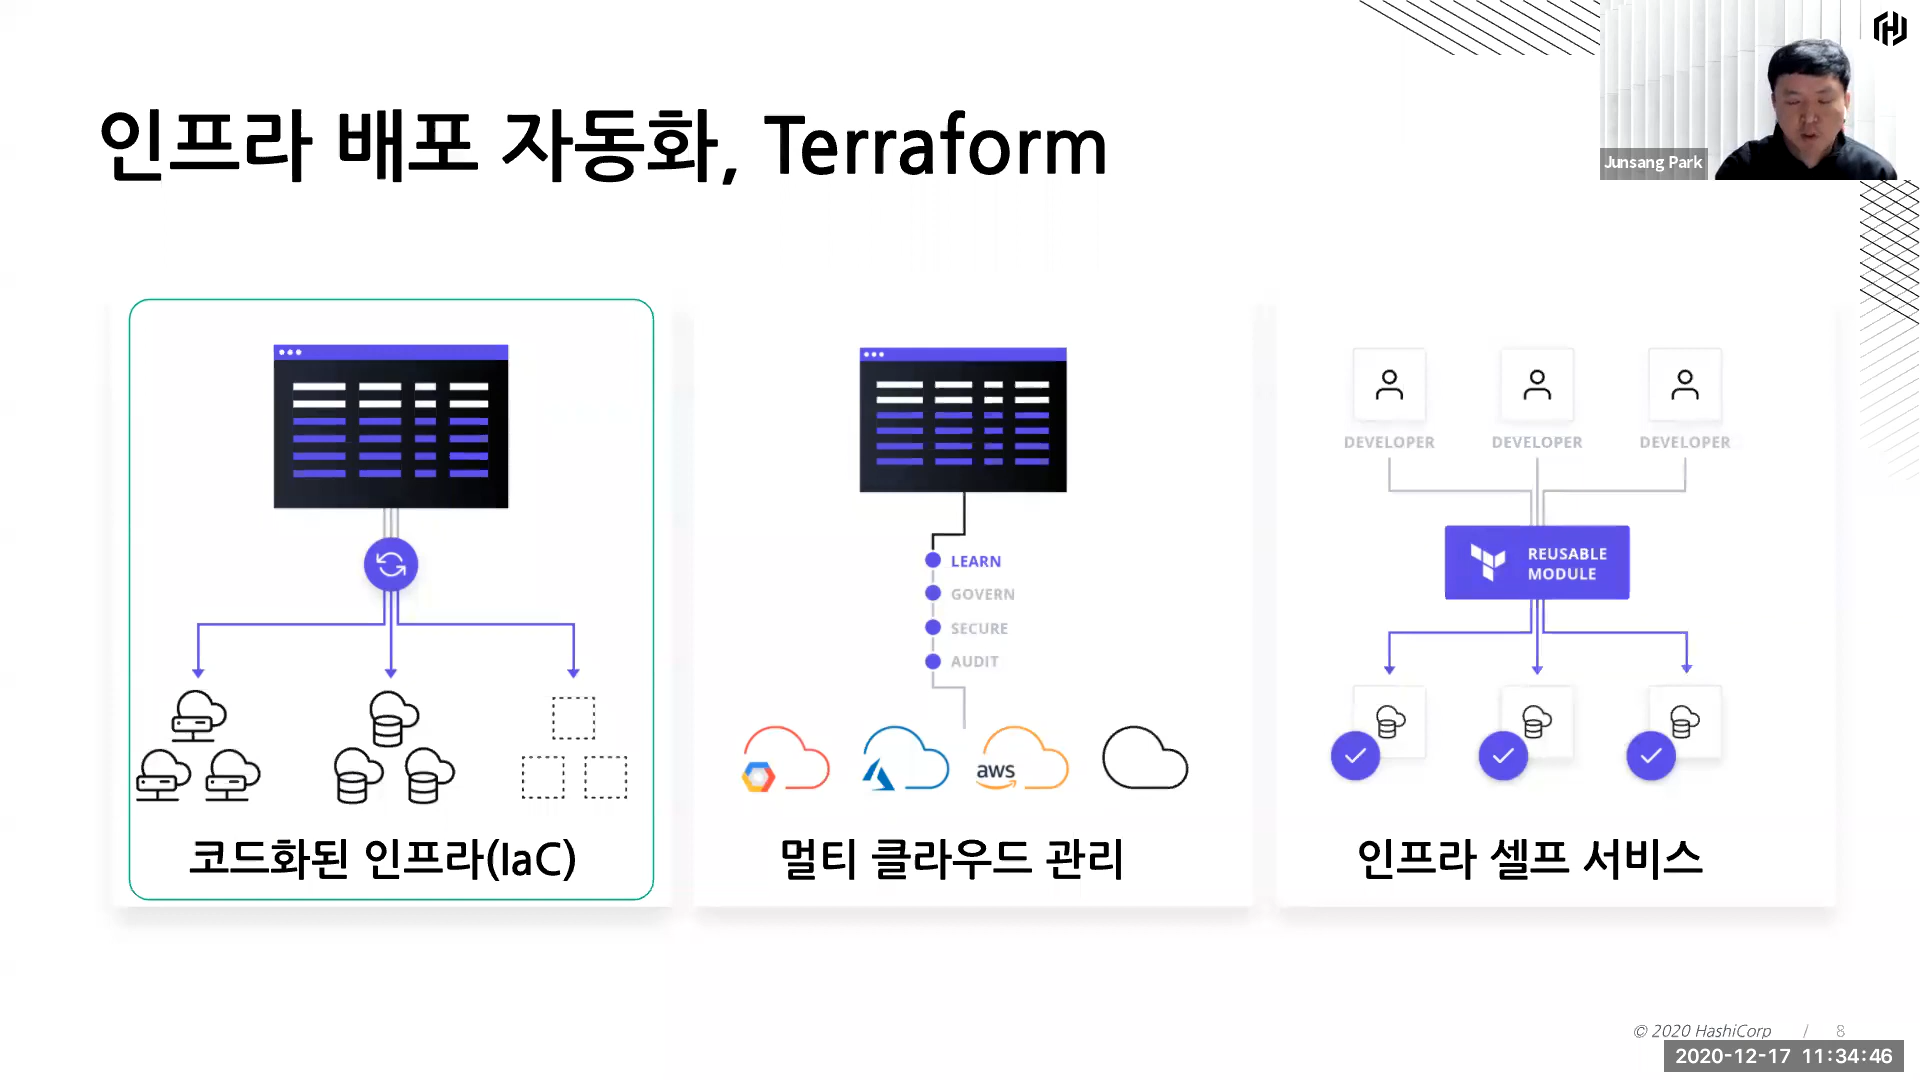 인프라 배포 자동화, Terraform
Junsang Park
LEARN
GOVERN
SECURE
AUDIT
aws
코드화된 인프라(IaC)
멀티 클라우드 관리
DEVELOPER
DEVELOPER
DEVELOPER
REUSABLE
MODULE
인프라 셀프 서비스
© 2020 HashiCorp / 8
2020-12-17 11:34:46